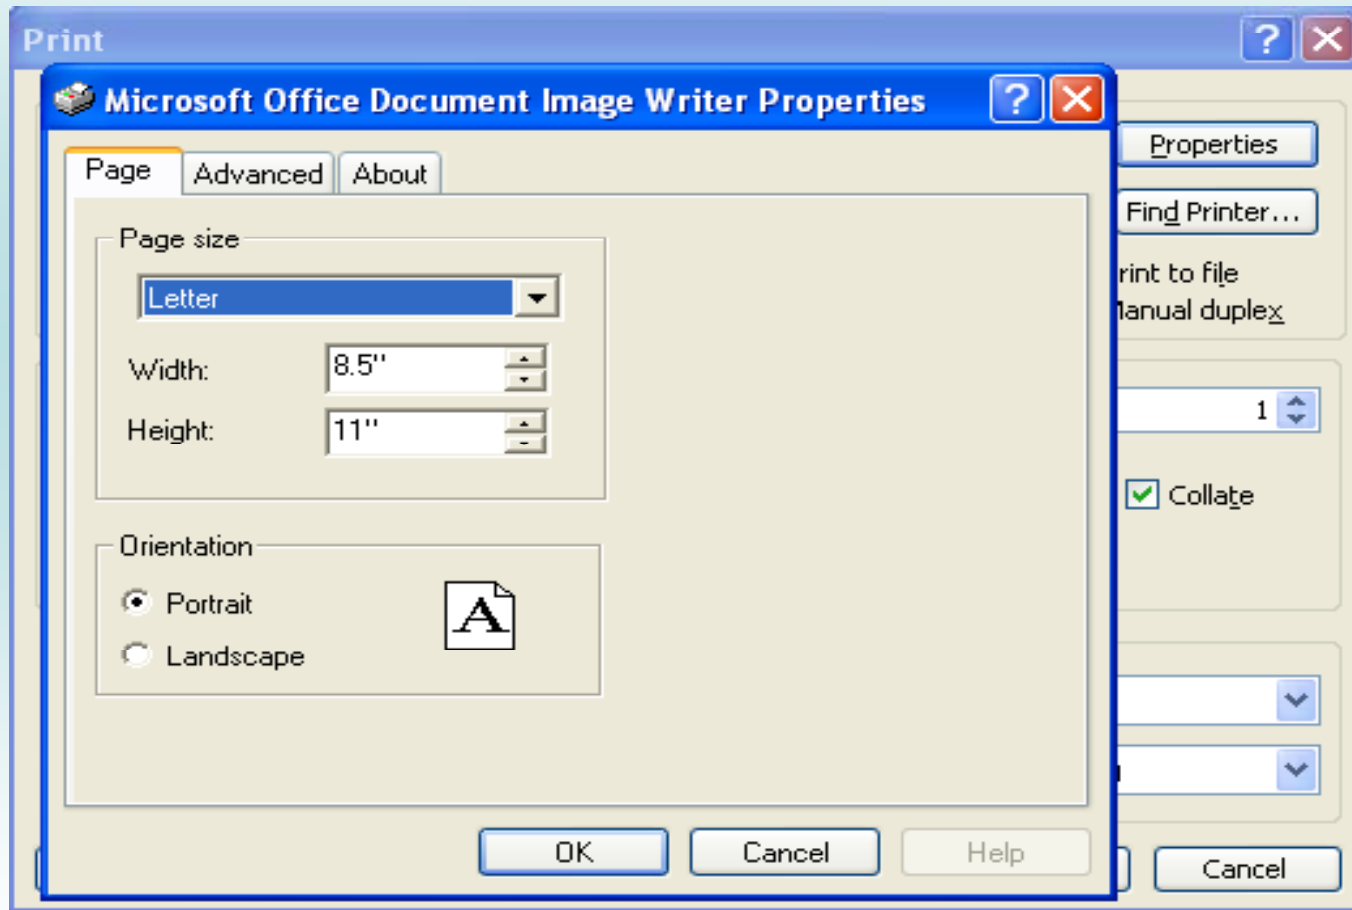 Print
Microsoft Office Document Image Writer Properties
Properties
Page
Advanced
About
Find Printer...
Page size
rint to file
Letter
anual duplex
Width:
8.5"
Height:
11"
1
Collate
Orientation
Portrait
A
Landscape
OK
Cancel
Help
Cancel